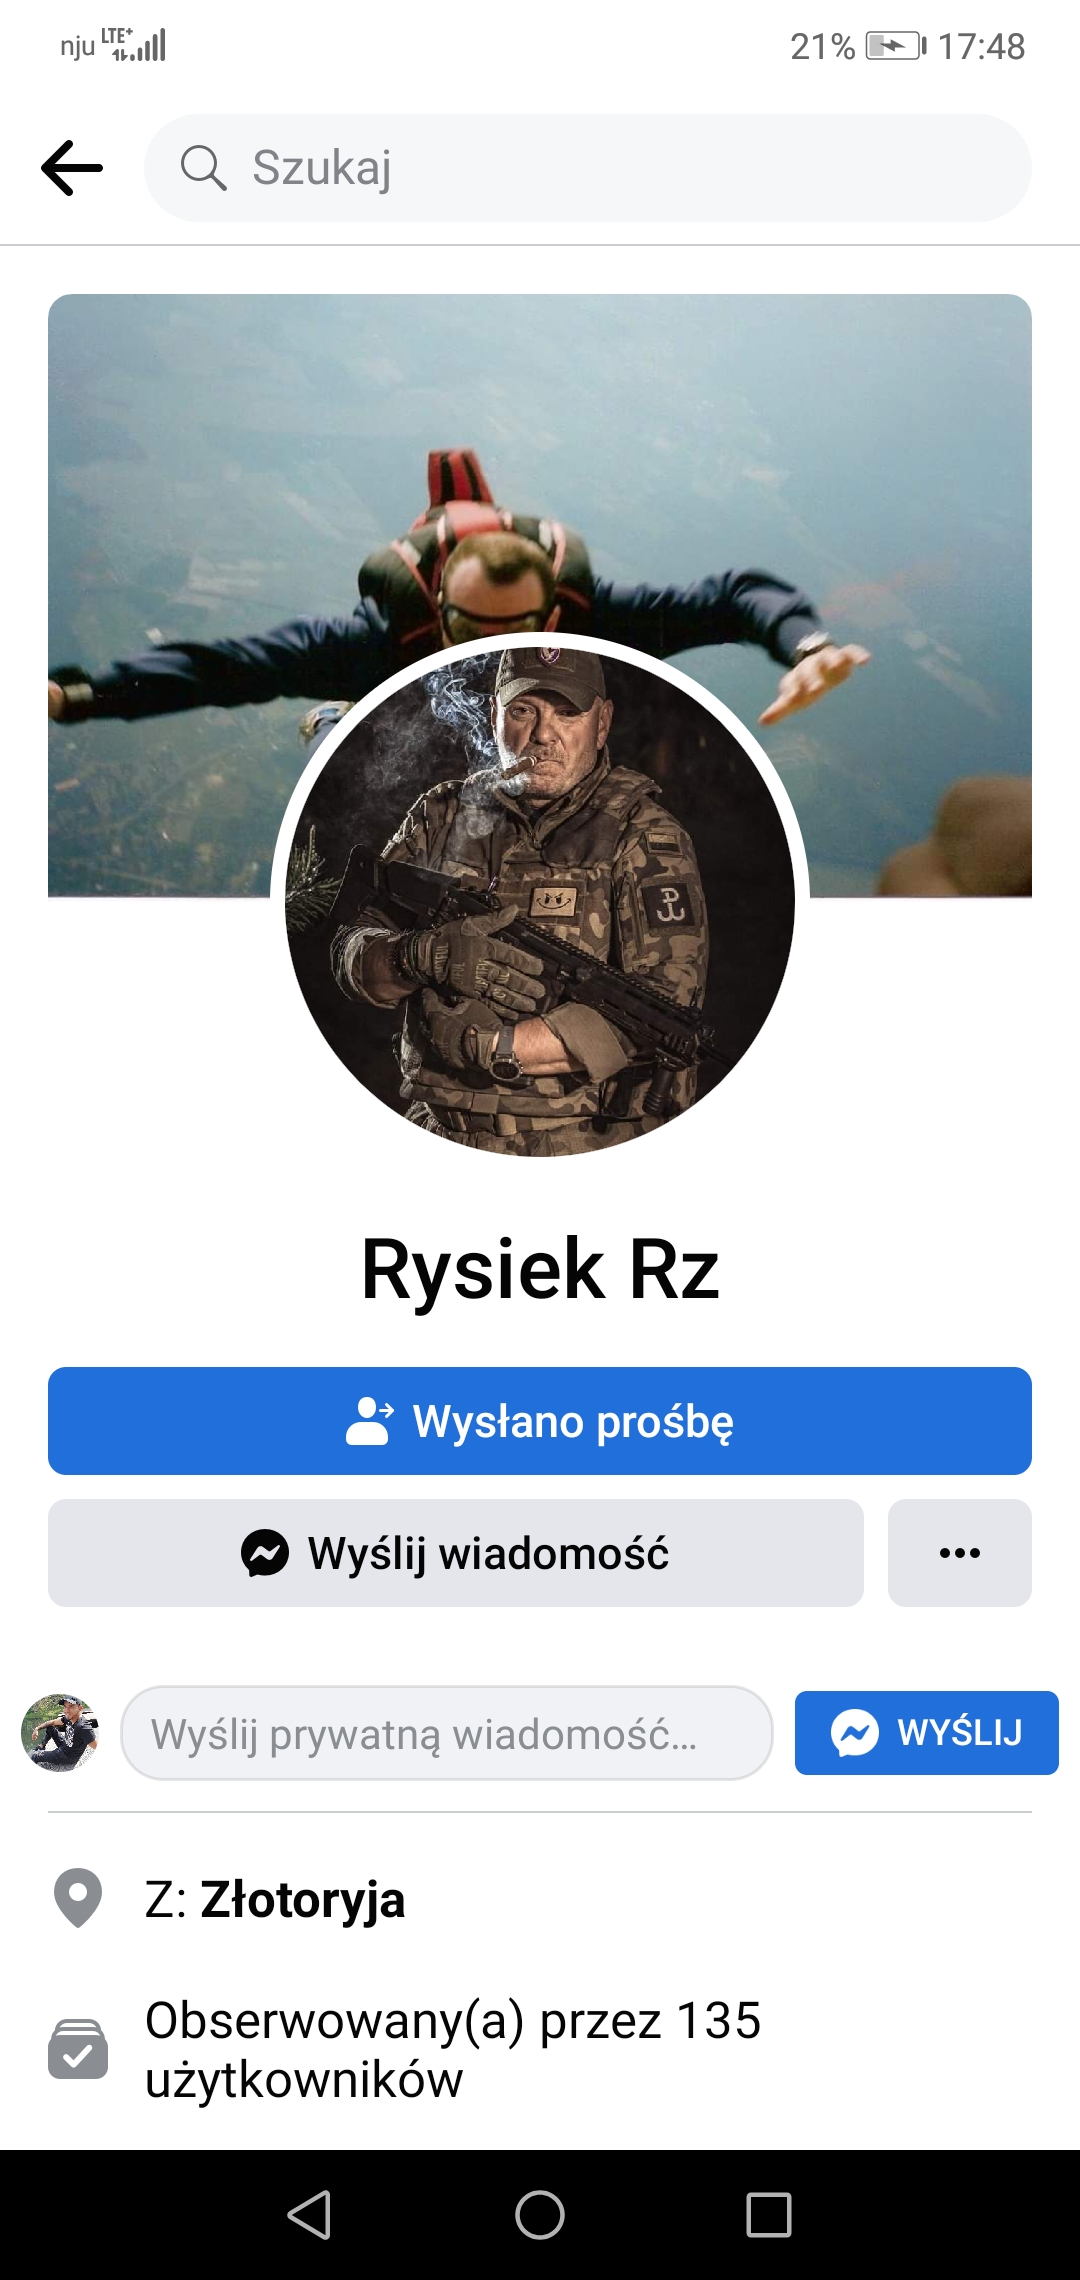 nju LTE+ 21% 17:48
Szukaj
Rysiek Rz
Wysłano prośbę
Wyślij wiadomość
Wyślij prywatną wiadomość... WYŚLIJ
Z: Złotoryja
Obserwowany(a) przez 135
użytkowników